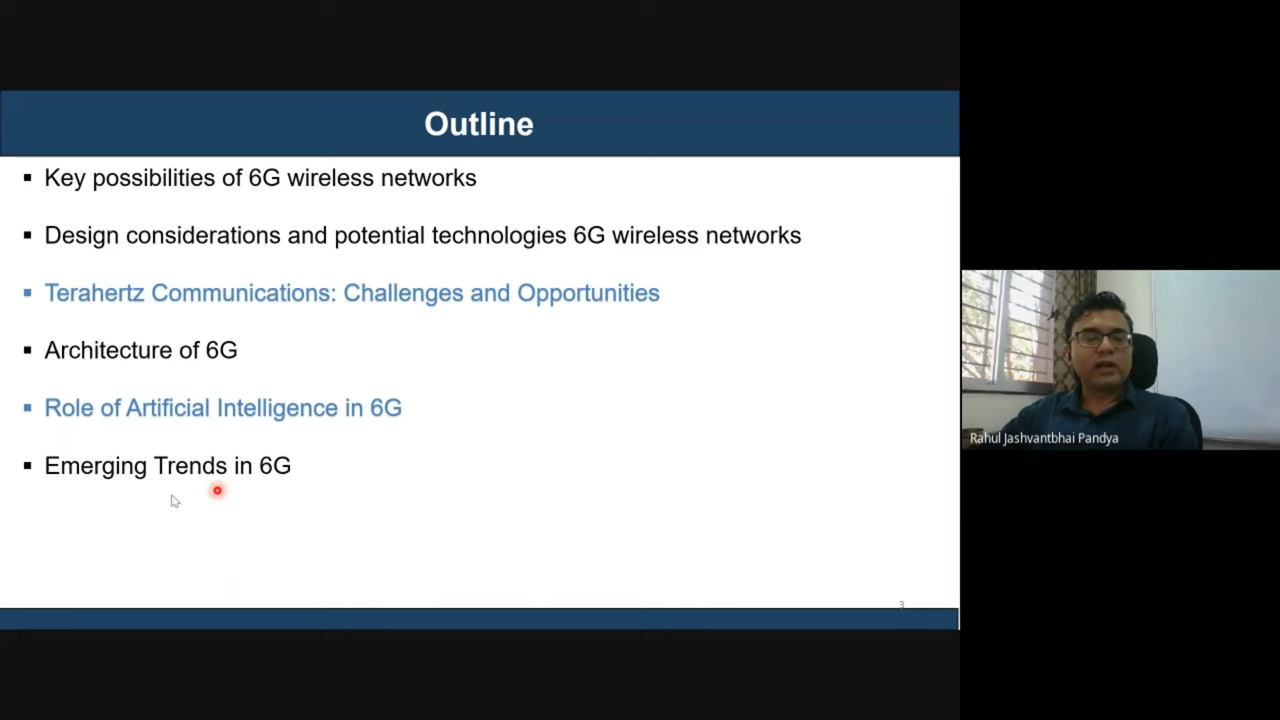 Outline
Key possibilities of 6G wireless networks
Design considerations and potential technologies 6G wireless networks
Terahertz Communications: Challenges and Opportunities
Architecture of 6G
Role of Artificial Intelligence in 6G
Emerging Trends in 6G
3
Rahul Jashvantbhai Pandya